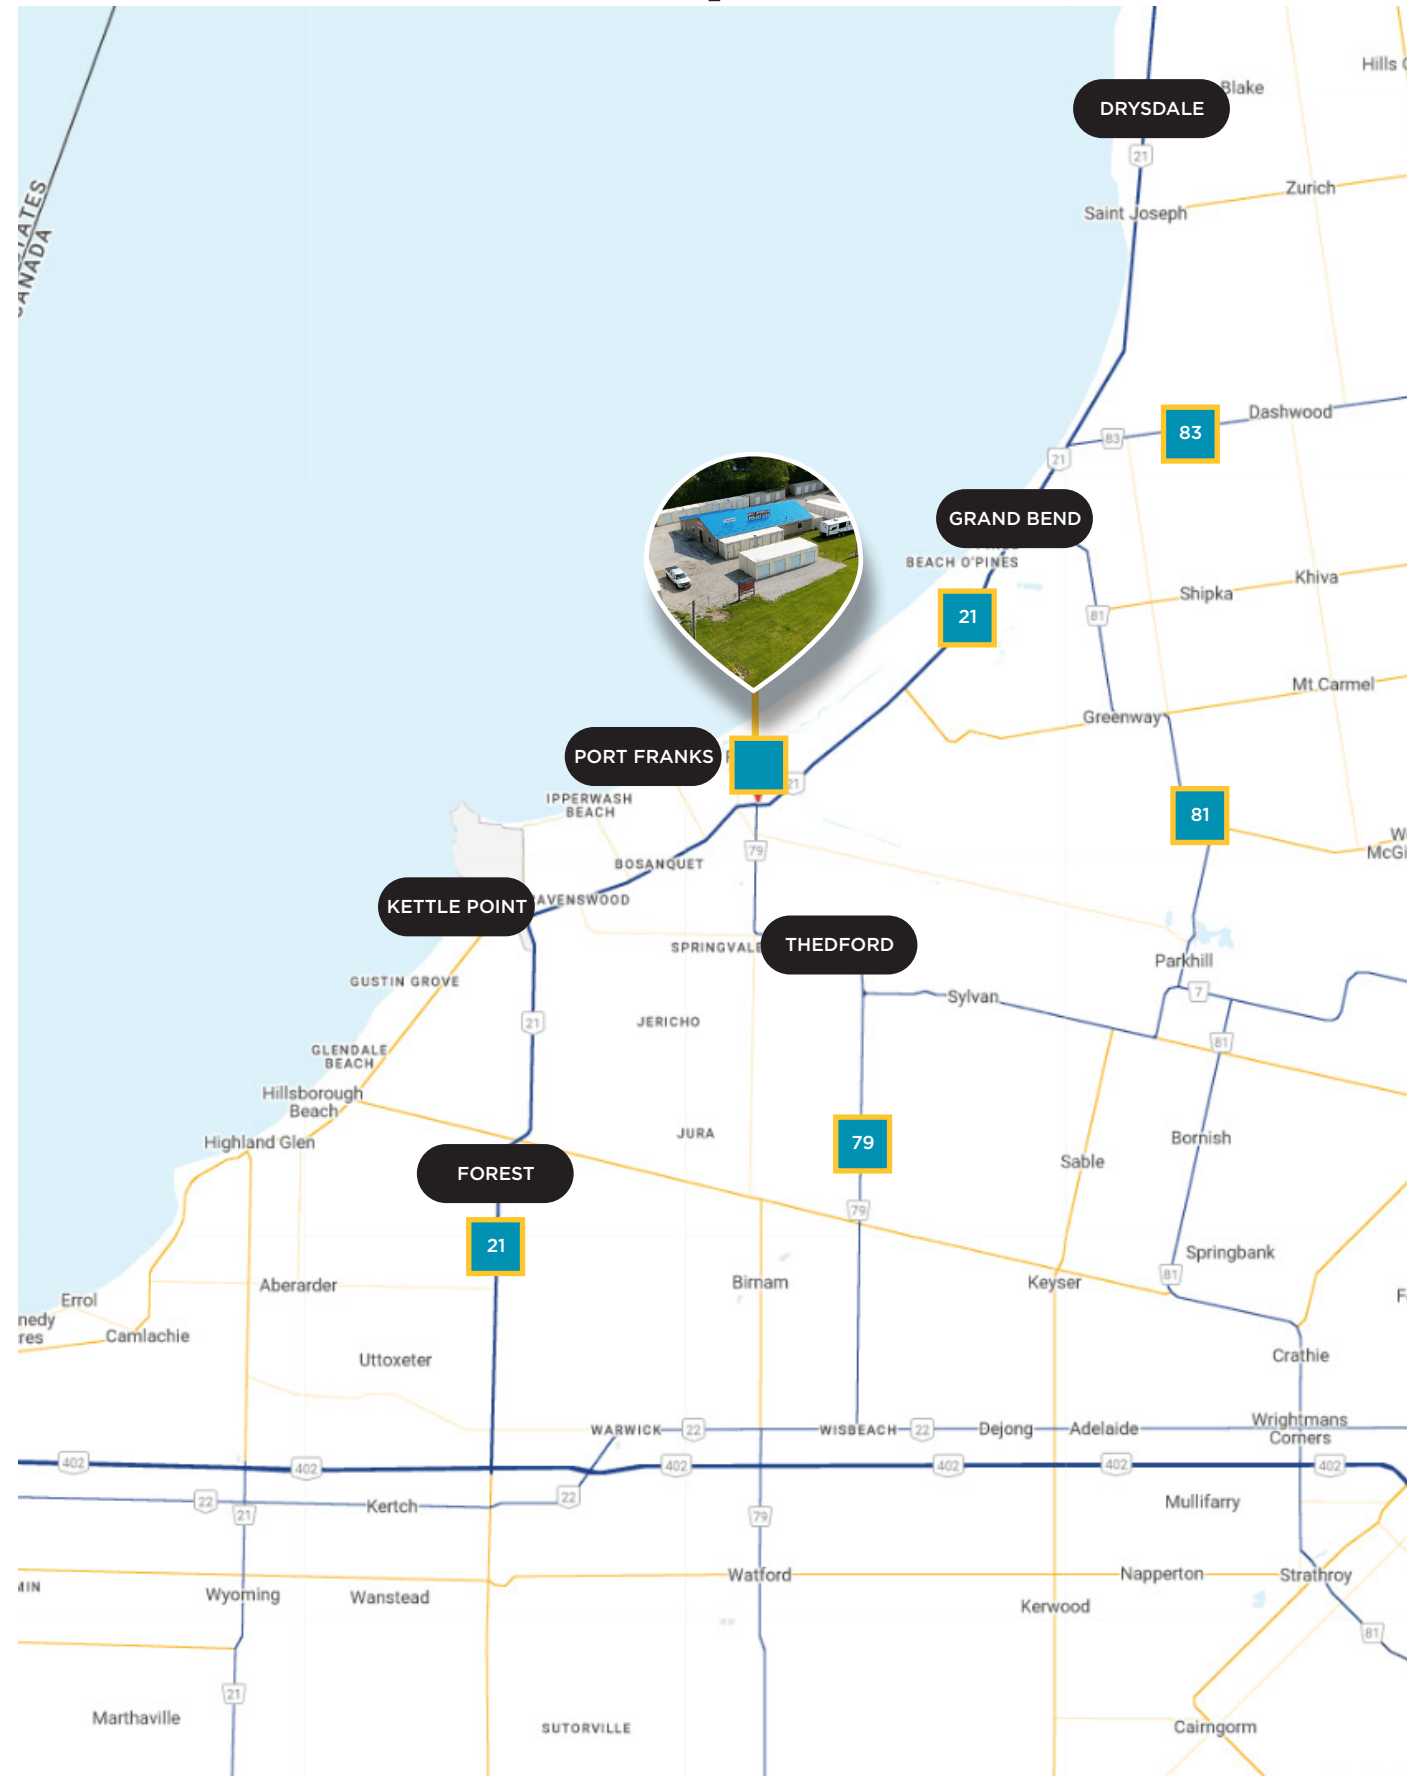 Hills
Blake
DRYSDALE
21
Zurich
Saint Joseph
CANADA
Dashwood
83
83
21
GRAND BEND
BEACH O'PINES
Khiva
Shipka
21
81
Mt Carmel
Greenway
PORT FRANKS
21
IPPERWASH
BEACH
81
79
BOSANQUET
KETTLE POINT
THEDFORD
SPRINGVALE
Parkhill
GUSTIN GROVE
7
Sylvan
21
JERICHO
81
GLENDALE
BEACH
Hillsborough
Beach
JURA
Bornish
Highland Glen
79
Sable
FOREST
79
21
Springbank
81
Birnam
Keyser
Aberarder
Errol
Camlachie
Crathie
Uttoxeter
WARWICK
22
WISBEACH
22
Dejong
Adelaide
Wrightmans
Corners
402
402
402
402
402
402
22
22
Kertch
Mullifarry
21
79
Watford
Napperton
Strathroy
Wyoming
Wanstead
Kerwood
81
21
Marthaville
SUTORVILLE
Cairngorm